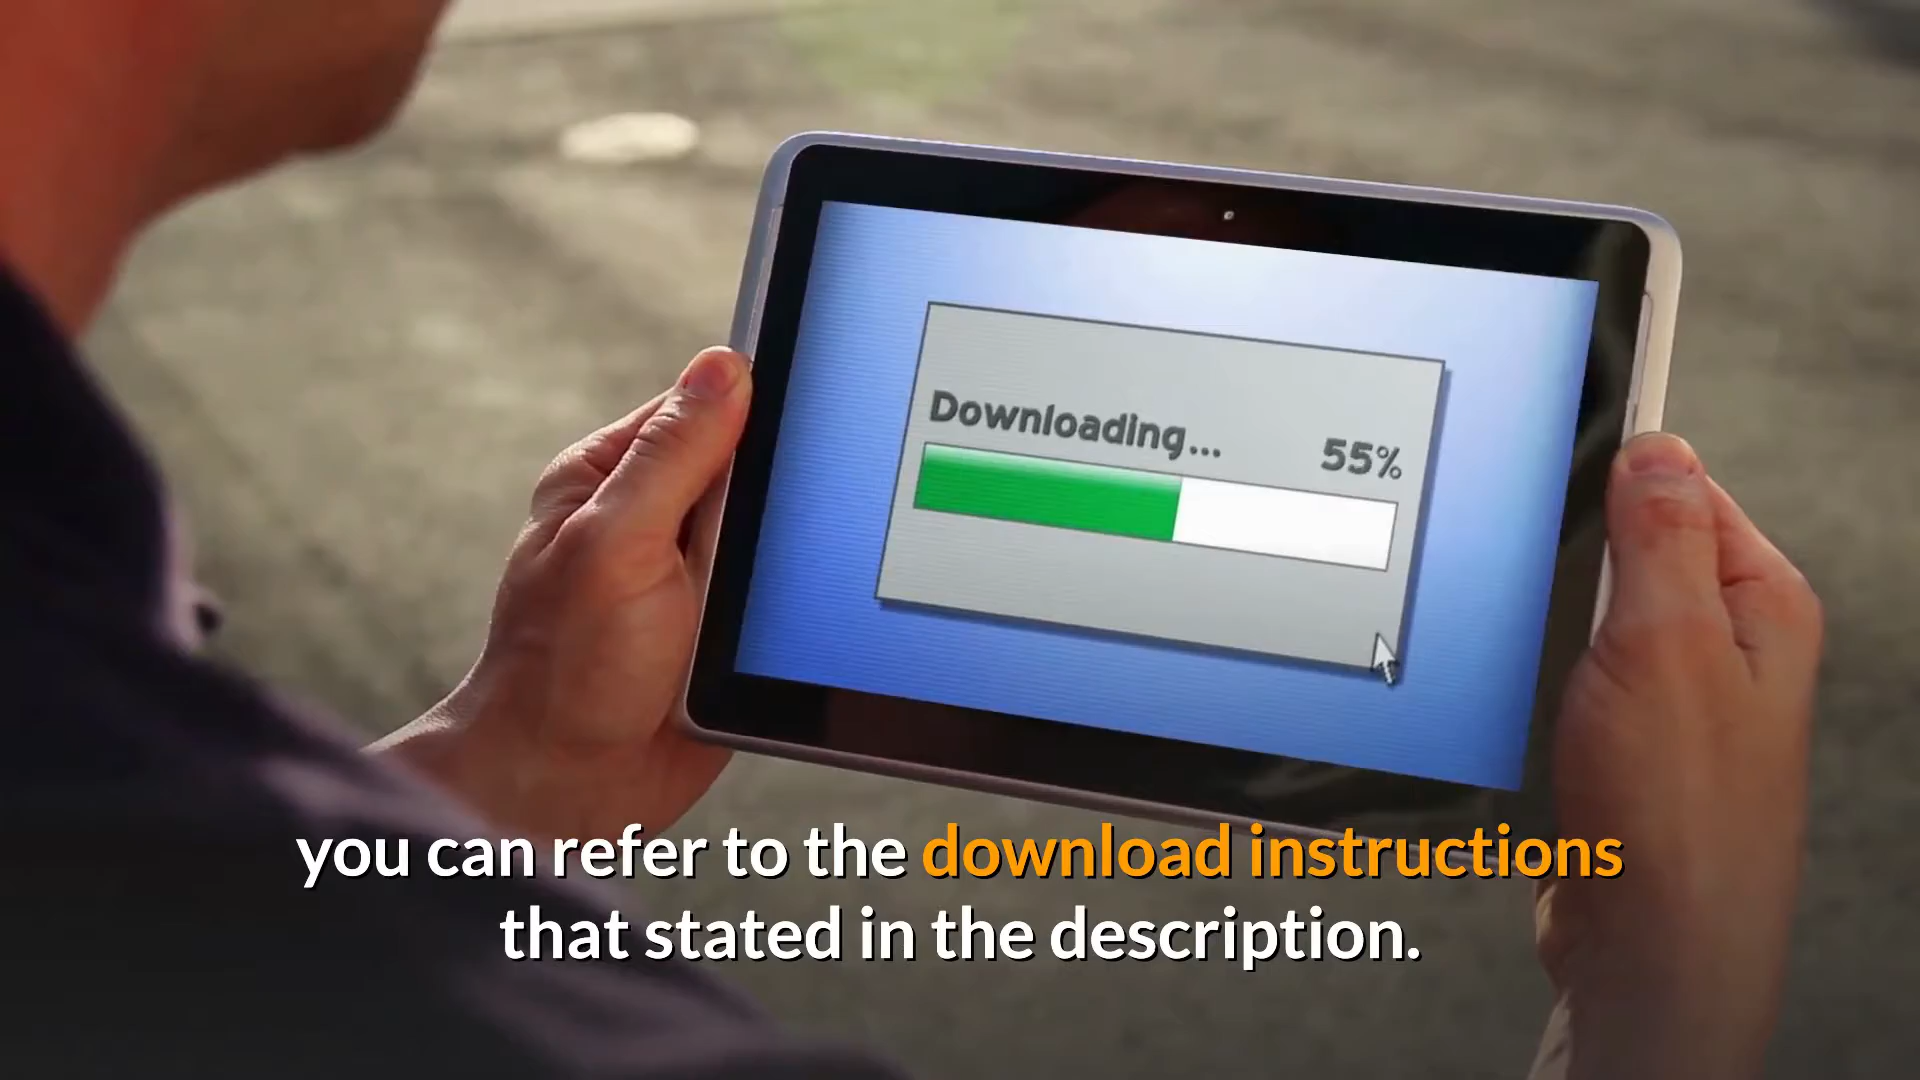 Downloading... 55%
you can refer to the download instructions
that stated in the description.